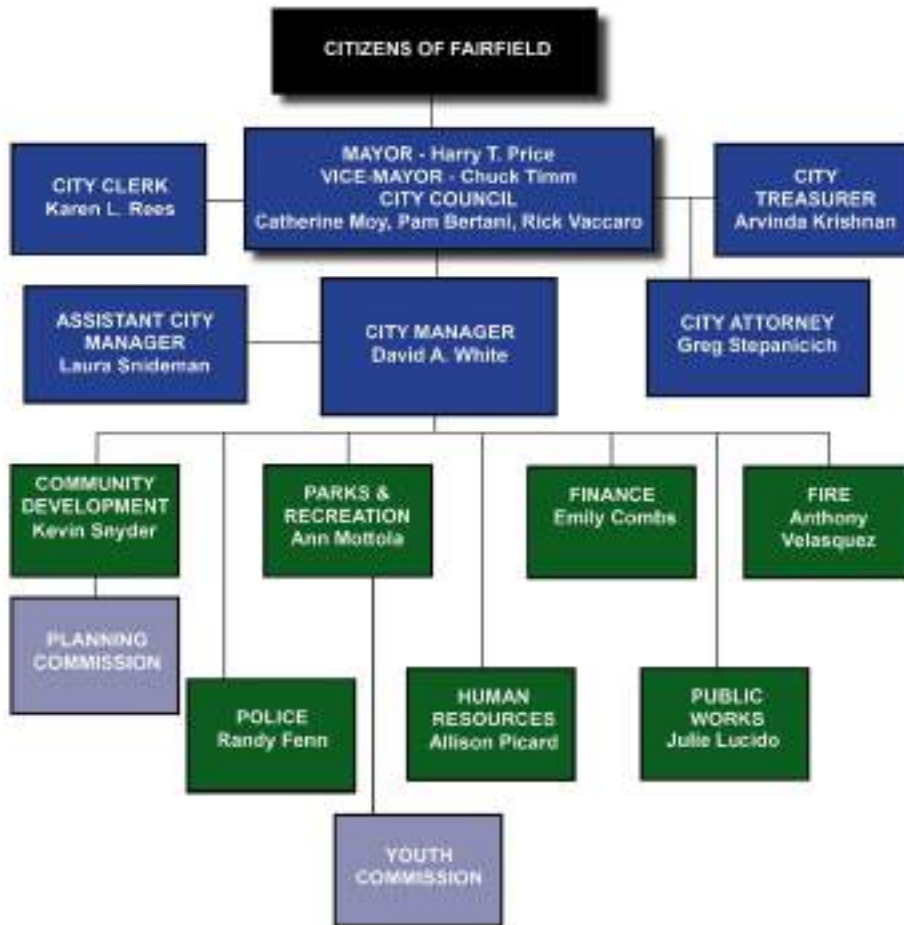 CITIZENS OF FAIRFIELD
CITY CLERK
Karen L. Rees
MAYOR - Harry T. Price
VICE-MAYOR - Chuck Timm
CITY COUNCIL
Catherine Moy, Pam Bertani, Rick Vaccaro
CITY
TREASURER
Arvinda Krishnan
ASSISTANT CITY
MANAGER
Laura Snideman
CITY MANAGER
David A. White
CITY ATTORNEY
Greg Stepanicich
COMMUNITY
DEVELOPMENT
Kevin Snyder
PARKS &
RECREATION
Ann Mottola
FINANCE
Emily Combs
FIRE
Anthony
Velasquez
PLANNING
COMMISSION
POLICE
Randy Fenn
HUMAN
RESOURCES
Allison Picard
PUBLIC
WORKS
Julie Lucido
YOUTH
COMMISSION